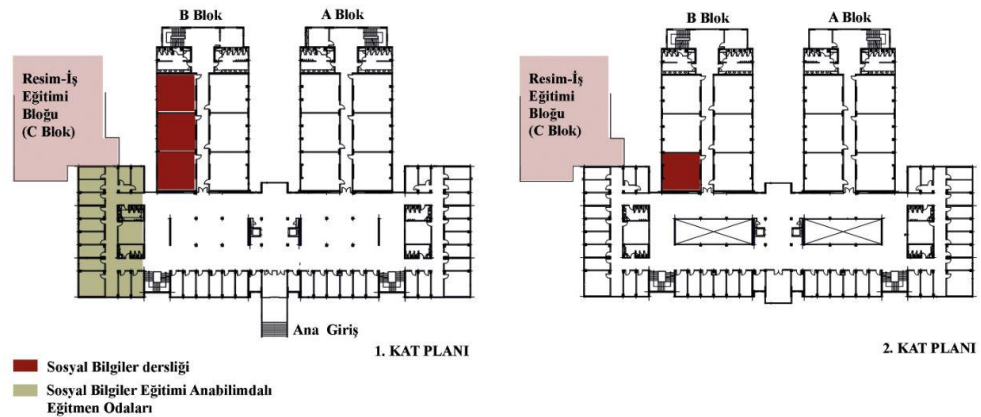 B Blok
A Blok
Resim-İş
Eğitimi
Bloğu
(C Blok)
Ana Giriş
1. KAT PLANI
Sosyal Bilgiler dersliği
Sosyal Bilgiler Eğitimi Anabilimdalı
Eğitmen Odaları
B Blok
A Blok
Resim-İş
Eğitimi
Bloğu
(C Blok)
2. KAT PLANI